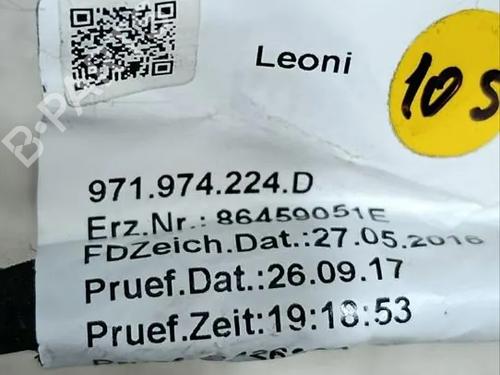 Leoni
10 S
971.974.224.D
Erz.Nr.: 86459051E
FDZeich.Dat.:27.05.2016
Pruef.Dat.:26.09.17
Pruef.Zeit:19:18:53